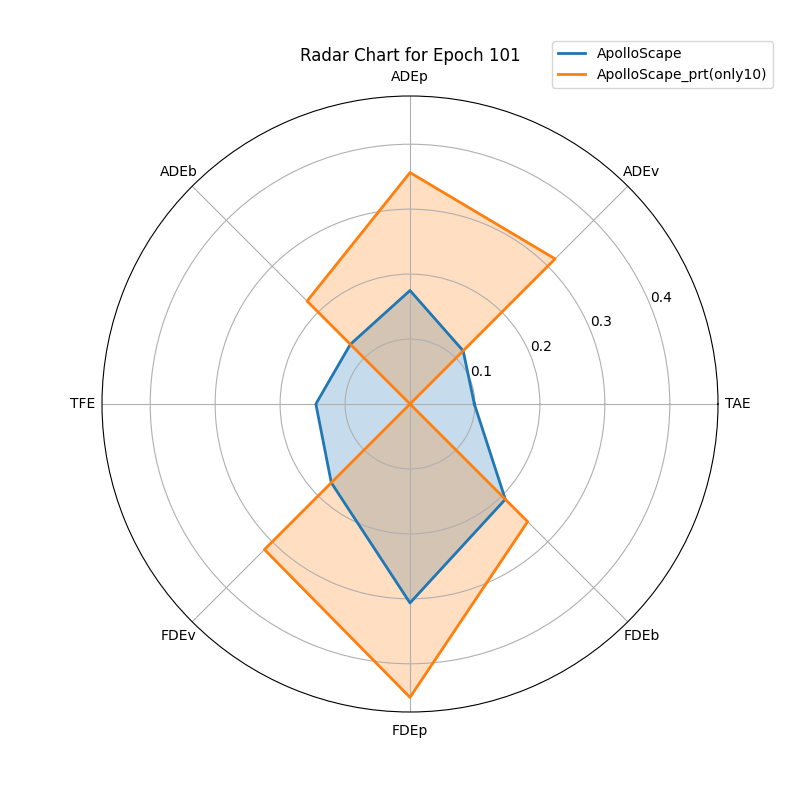 Radar Chart for Epoch 101
ApolloScape
ApolloScape_prt(only10)
ADEp
ADEb
ADEv
0.4
0.3
0.2
0.1
TFE
TAE
FDEv
FDEb
FDEp